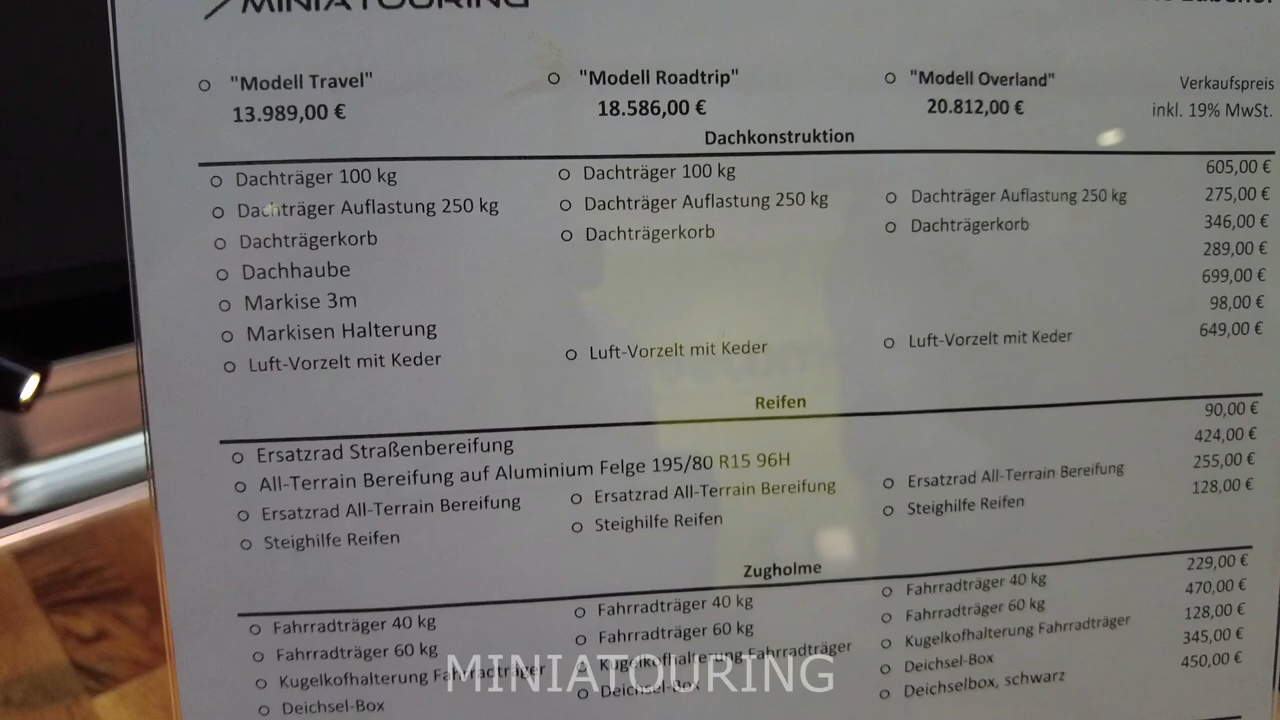 MINIATOURING
"Modell Travel" "Modell Roadtrip" "Modell Overland" Verkaufspreis
13.989,00 € 18.586,00 € 20.812,00 € inkl. 19% MwSt.
Dachkonstruktion
Dachträger 100 kg Dachträger 100 kg 605,00 €
Dachträger Auflastung 250 kg Dachträger Auflastung 250 kg Dachträger Auflastung 250 kg 275,00 €
Dachträgerkorb Dachträgerkorb Dachträgerkorb 346,00 €
Dachhaube 289,00 €
Markise 3m 699,00 €
Markisen Halterung 98,00 €
Luft-Vorzelt mit Keder Luft-Vorzelt mit Keder Luft-Vorzelt mit Keder 649,00 €
Reifen
Ersatzrad Straßenbereifung 90,00 €
All-Terrain Bereifung auf Aluminium Felge 195/80 R15 96H 424,00 €
Ersatzrad All-Terrain Bereifung Ersatzrad All-Terrain Bereifung Ersatzrad All-Terrain Bereifung 255,00 €
Steighilfe Reifen Steighilfe Reifen Steighilfe Reifen 128,00 €
Zugholme
Fahrradträger 40 kg Fahrradträger 40 kg Fahrradträger 40 kg 229,00 €
Fahrradträger 60 kg Fahrradträger 60 kg Fahrradträger 60 kg 470,00 €
Kugelkofhalterung Fahrradträger Kugelkofhalterung Fahrradträger Kugelkofhalterung Fahrradträger 128,00 €
Deichsel-Box Deichsel-Box Deichsel-Box 345,00 €
Deichselbox, schwarz 450,00 €
MINIATOURING